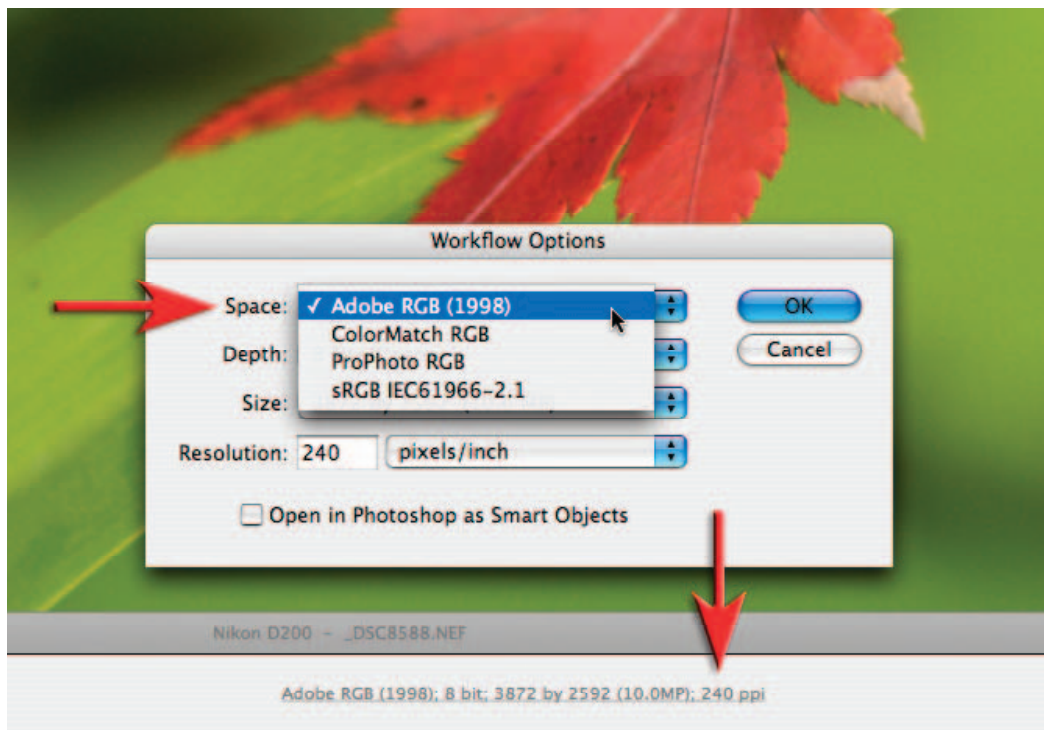 Workflow Options
Space: ✓ Adobe RGB (1998)
ColorMatch RGB
ProPhoto RGB
sRGB IEC61966-2.1
OK
Depth:
Cancel
Size:
Resolution: 240 pixels/inch
Open in Photoshop as Smart Objects
Nikon D200 - _DSC8588.NEF
Adobe RGB (1998); 8 bit; 3872 by 2592 (10.0MP); 240 ppi